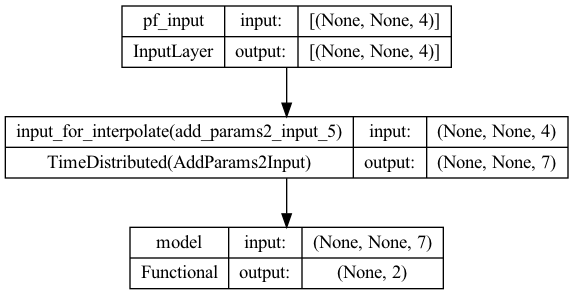 pf_input input: [(None, None, 4)]
InputLayer output: [(None, None, 4)]
input_for_interpolate(add_params2_input_5) input: (None, None, 4)
TimeDistributed(AddParams2Input) output: (None, None, 7)
model input: (None, None, 7)
Functional output: (None, 2)